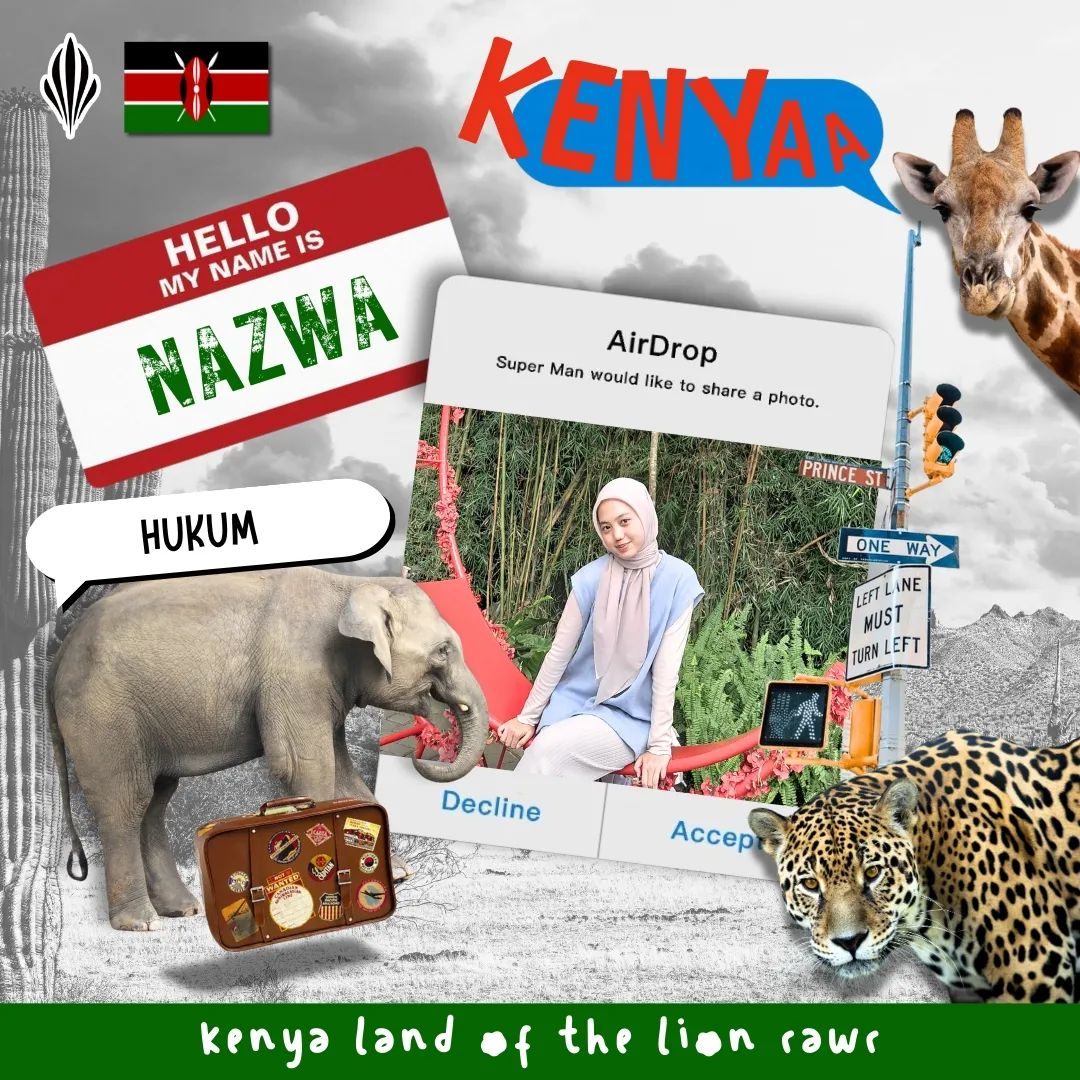 KENYAA
HELLO
MY NAME IS
NAZWA
AirDrop
Super Man would like to share a photo.
PRINCE ST
HUKUM
ONE WAY
LEFT LANE
MUST
TURN LEFT
Decline
Accep
WANTED
kenya land of the lion rawr